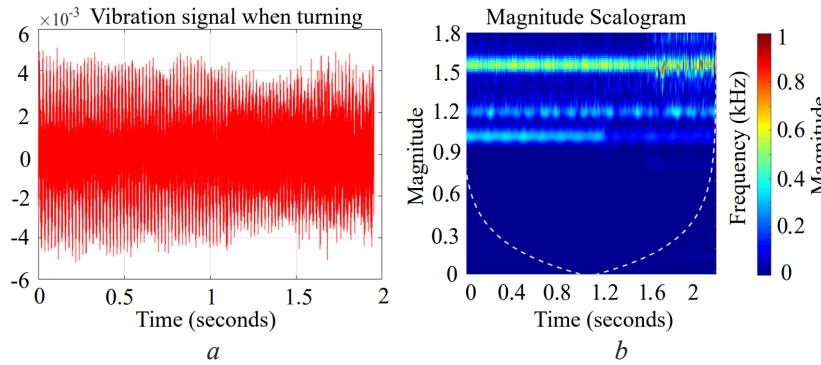 Vibration signal when turning
×10⁻³
6
4
2
0
-2
-4
-6
0 0.5 1 1.5 2
Time (seconds)
a
Magnitude Scalogram
Magnitude
1.8
1.5
1.2
0.9
0.6
0.3
0
0 0.4 0.8 1.2 1.6 2
Time (seconds)
b
Frequency (kHz)
1
0.8
0.6
0.4
0.2
0
Magnitude